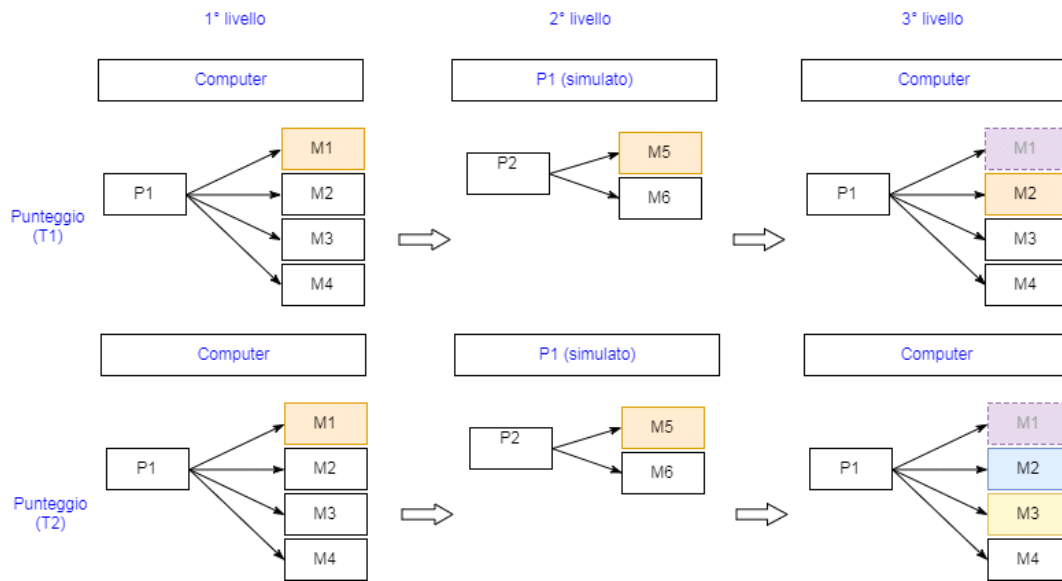 1° livello
2° livello
3° livello
Computer
P1 (simulato)
Computer
Punteggio
(T1)
P1
M1
M2
M3
M4
P2
M5
M6
P1
M1
M2
M3
M4
Computer
P1 (simulato)
Computer
Punteggio
(T2)
P1
M1
M2
M3
M4
P2
M5
M6
P1
M1
M2
M3
M4